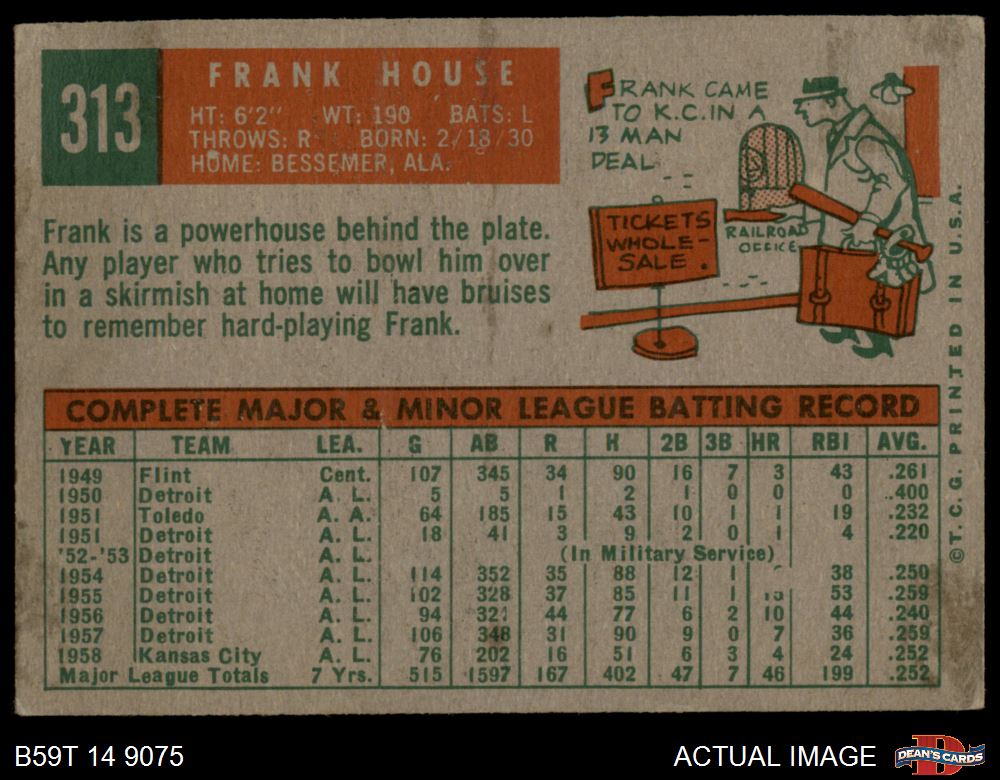 313
FRANK HOUSE
HT: 6'2" WT: 190 BATS: L
THROWS: R BORN: 2/18/30
HOME: BESSEMER, ALA.
FRANK CAME
TO K.C. IN A
13 MAN
DEAL.
TICKETS
WHOLE-
SALE.
RAILROAD
OFFICE
Frank is a powerhouse behind the plate.
Any player who tries to bowl him over
in a skirmish at home will have bruises
to remember hard-playing Frank.
COMPLETE MAJOR & MINOR LEAGUE BATTING RECORD
YEAR TEAM LEA. G AB R H 2B 3B HR RBI AVG.
1949 Flint Cent. 107 345 34 90 16 7 3 43 .261
1950 Detroit A. L. 5 5 1 2 1 0 0 0 .400
1951 Toledo A. A. 64 185 15 43 10 1 1 19 .232
1951 Detroit A. L. 18 41 3 9 2 0 1 4 .220
'52-'53 Detroit A. L. (In Military Service)
1954 Detroit A. L. 114 352 35 88 12 1 38 .250
1955 Detroit A. L. 102 328 37 85 11 1 53 .259
1956 Detroit A. L. 94 321 44 77 6 2 10 44 .240
1957 Detroit A. L. 106 348 31 90 9 0 7 36 .259
1958 Kansas City A. L. 76 202 16 51 6 3 4 24 .252
Major League Totals 7 Yrs. 515 1597 167 402 47 7 46 199 .252
©T.C.G. PRINTED IN U.S.A.
B59T 14 9075
ACTUAL IMAGE
DEAN'S CARDS